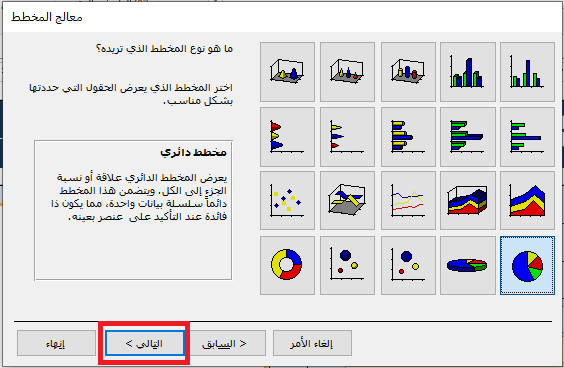 معالج المخطط
ما هو نوع المخطط الذي تريده؟
اختر المخطط الذي يعرض الحقول التي حددتها
بشكل مناسب.
مخطط دائري
يعرض المخطط الدائري علاقة أو نسبة
الجزء إلى الكل. ويتضمن هذا المخطط
دائماً سلسلة بيانات واحدة، مما يكون ذا
فائدة عند التأكيد على عنصر بعينه.
إلغاء الأمر
< السابق
التالي >
إنهاء